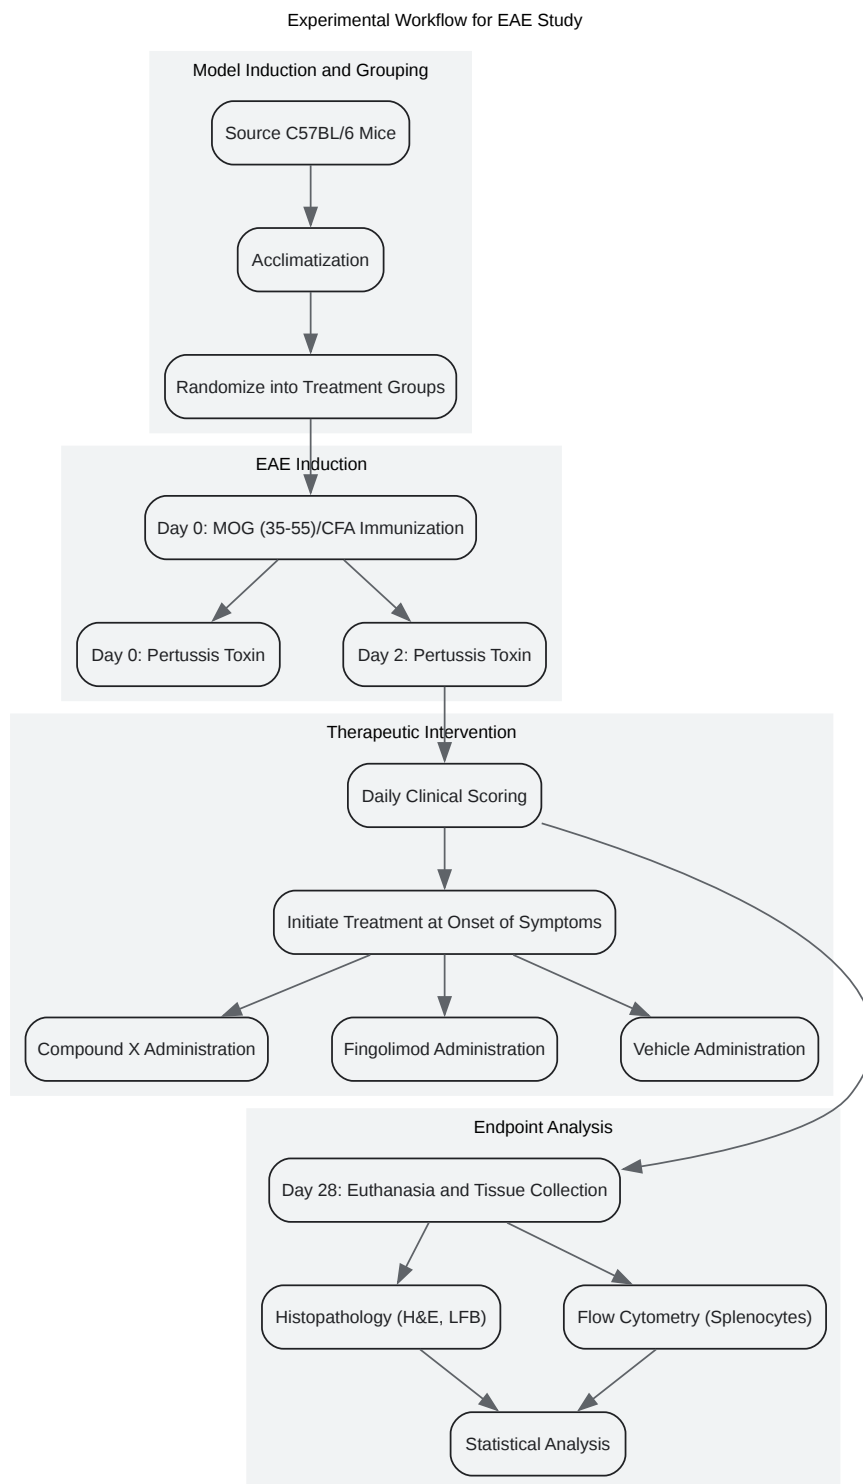 Experimental Workflow for EAE Study
Model Induction and Grouping
Source C57BL/6 Mice
Acclimatization
Randomize into Treatment Groups
EAE Induction
Day 0: MOG (35-55)/CFA Immunization
Day 0: Pertussis Toxin
Day 2: Pertussis Toxin
Therapeutic Intervention
Daily Clinical Scoring
Initiate Treatment at Onset of Symptoms
Compound X Administration
Fingolimod Administration
Vehicle Administration
Endpoint Analysis
Day 28: Euthanasia and Tissue Collection
Histopathology (H&E, LFB)
Flow Cytometry (Splenocytes)
Statistical Analysis